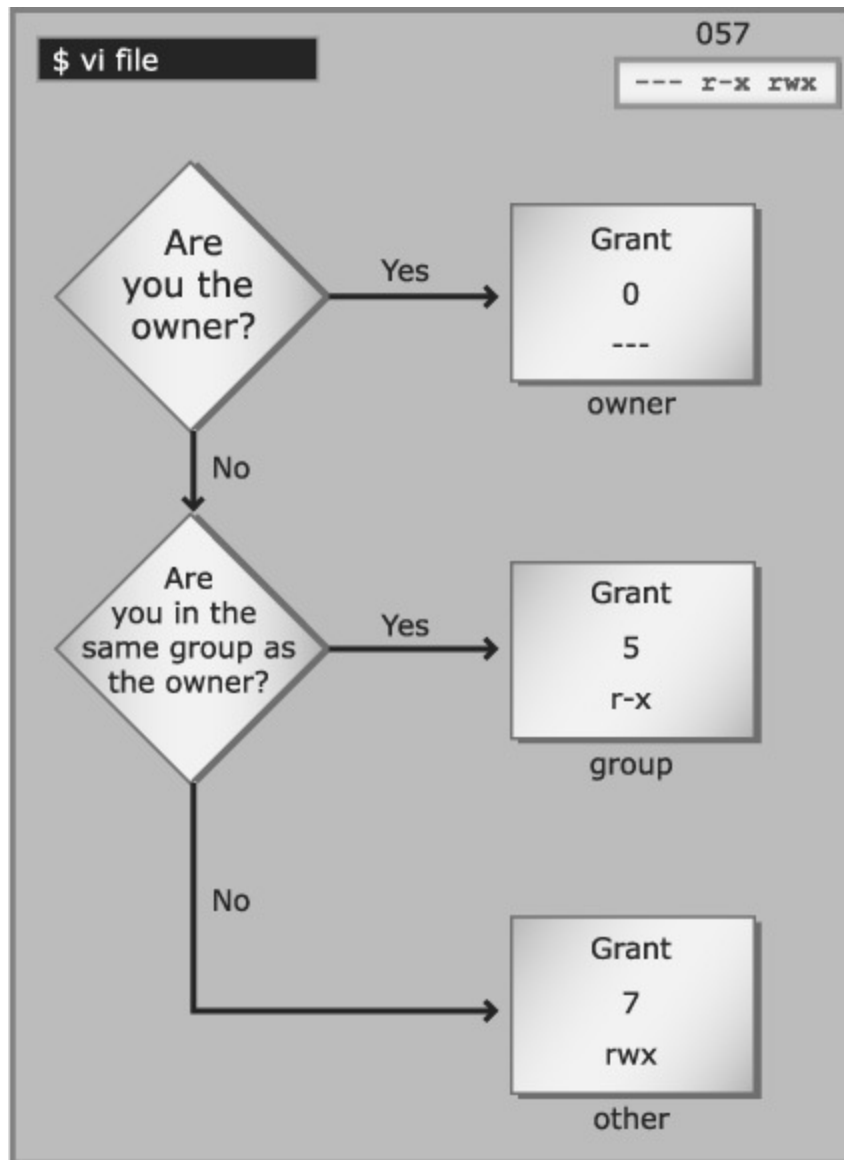 $ vi file
057
--- r-x rwx
Are
you the
owner?
Yes
Grant
0
---
owner
No
Are
you in the
same group as
the owner?
Yes
Grant
5
r-x
group
No
Grant
7
rwx
other